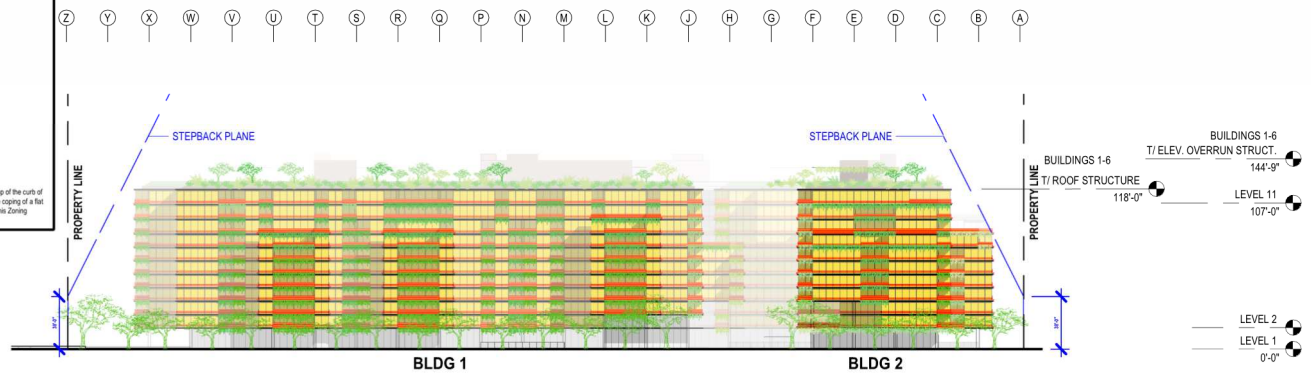 Z Y X W V U T S R Q P N M L K J H G F E D C B A
STEPBACK PLANE
STEPBACK PLANE
PROPERTY LINE
PROPERTY LINE
p of the curb of
coping of a flat
his Zoning
BUILDINGS 1-6
T/ ELEV. OVERRUN STRUCT.
144'-9"
BUILDINGS 1-6
T/ ROOF STRUCTURE
118'-0"
LEVEL 11
107'-0"
LEVEL 2
LEVEL 1
0'-0"
BLDG 1
BLDG 2